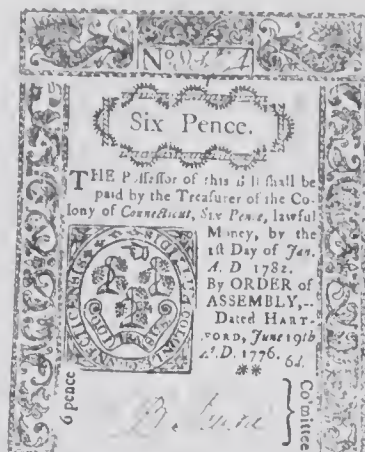 No.
Six Pence.
THE Possessor of this Bill shall be
paid by the Treasurer of the Co-
lony of Connecticut, Six Pence, lawful
Money, by the
1st Day of Jan.
A. D 1782.
By ORDER of
ASSEMBLY,--
Dated HART-
FORD, June 19th
A.D. 1776.
6d.
**
6 pence
Comittee